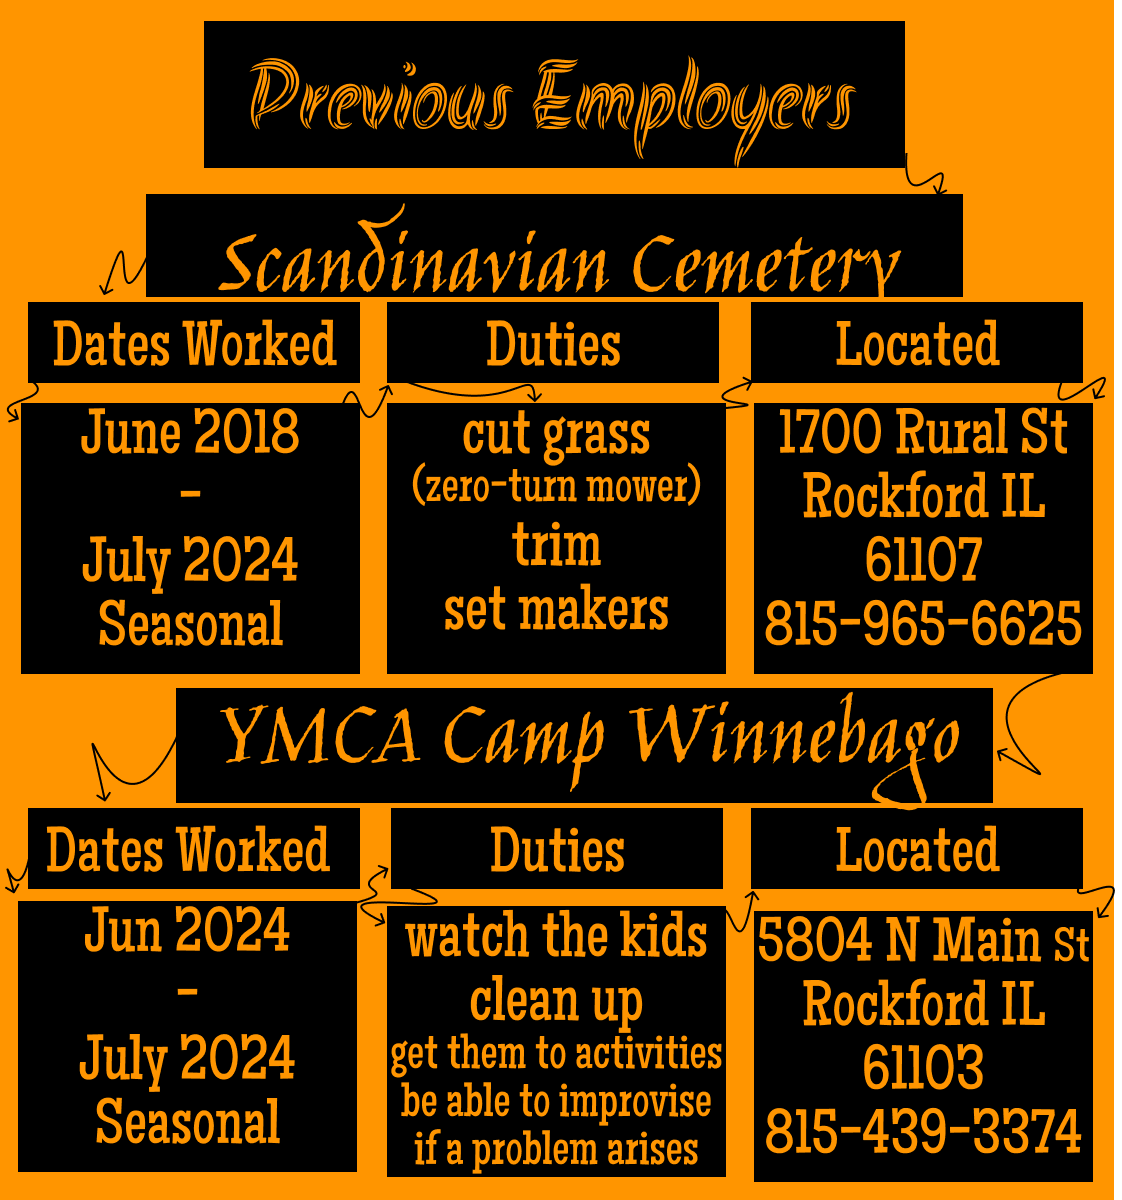 Previous Employers
Scandinavian Cemetery
Dates Worked
June 2018
-
July 2024
Seasonal
Duties
cut grass
(zero-turn mower)
trim
set makers
Located
1700 Rural St
Rockford IL
61107
815-965-6625
YMCA Camp Winnebago
Dates Worked
Jun 2024
-
July 2024
Seasonal
Duties
watch the kids
clean up
get them to activities
be able to improvise
if a problem arises
Located
5804 N Main St
Rockford IL
61103
815-439-3374